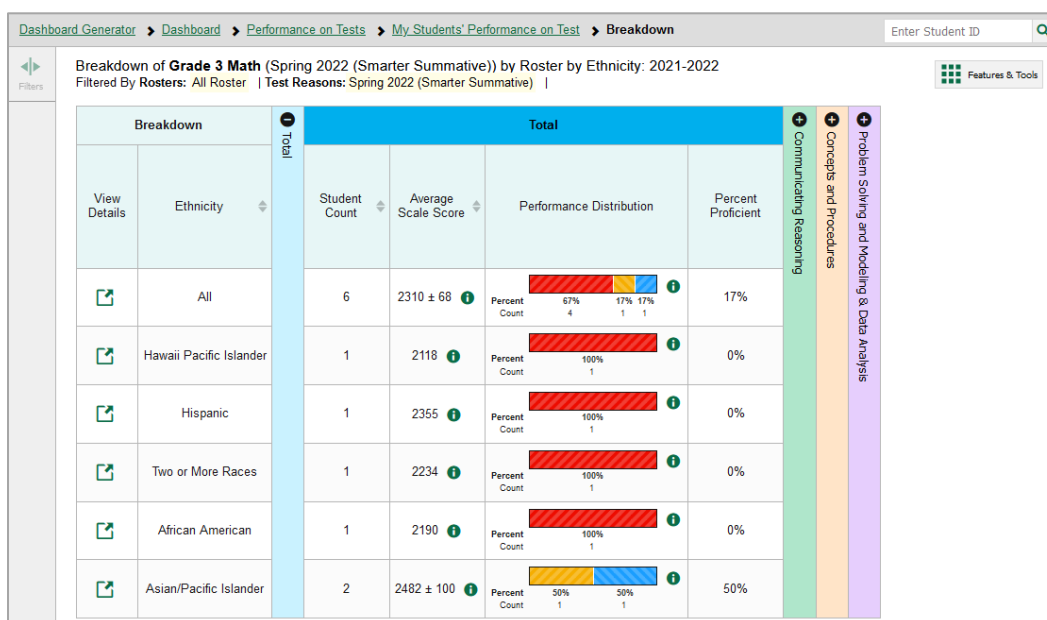 Dashboard Generator > Dashboard > Performance on Tests > My Students' Performance on Test > Breakdown
Enter Student ID
Filters
Breakdown of Grade 3 Math (Spring 2022 (Smarter Summative)) by Roster by Ethnicity: 2021-2022
Filtered By Rosters: All Roster | Test Reasons: Spring 2022 (Smarter Summative) |
Features & Tools
Breakdown
Total
Total
Communicating Reasoning
Concepts and Procedures
Problem Solving and Modeling & Data Analysis
View Details
Ethnicity
Student Count
Average Scale Score
Performance Distribution
Percent Proficient
All 6 2310 ± 68 17%
Percent 67% 17% 17%
Count 4 1 1
Hawaii Pacific Islander 1 2118 0%
Percent 100%
Count 1
Hispanic 1 2355 0%
Percent 100%
Count 1
Two or More Races 1 2234 0%
Percent 100%
Count 1
African American 1 2190 0%
Percent 100%
Count 1
Asian/Pacific Islander 2 2482 ± 100 50%
Percent 50% 50%
Count 1 1